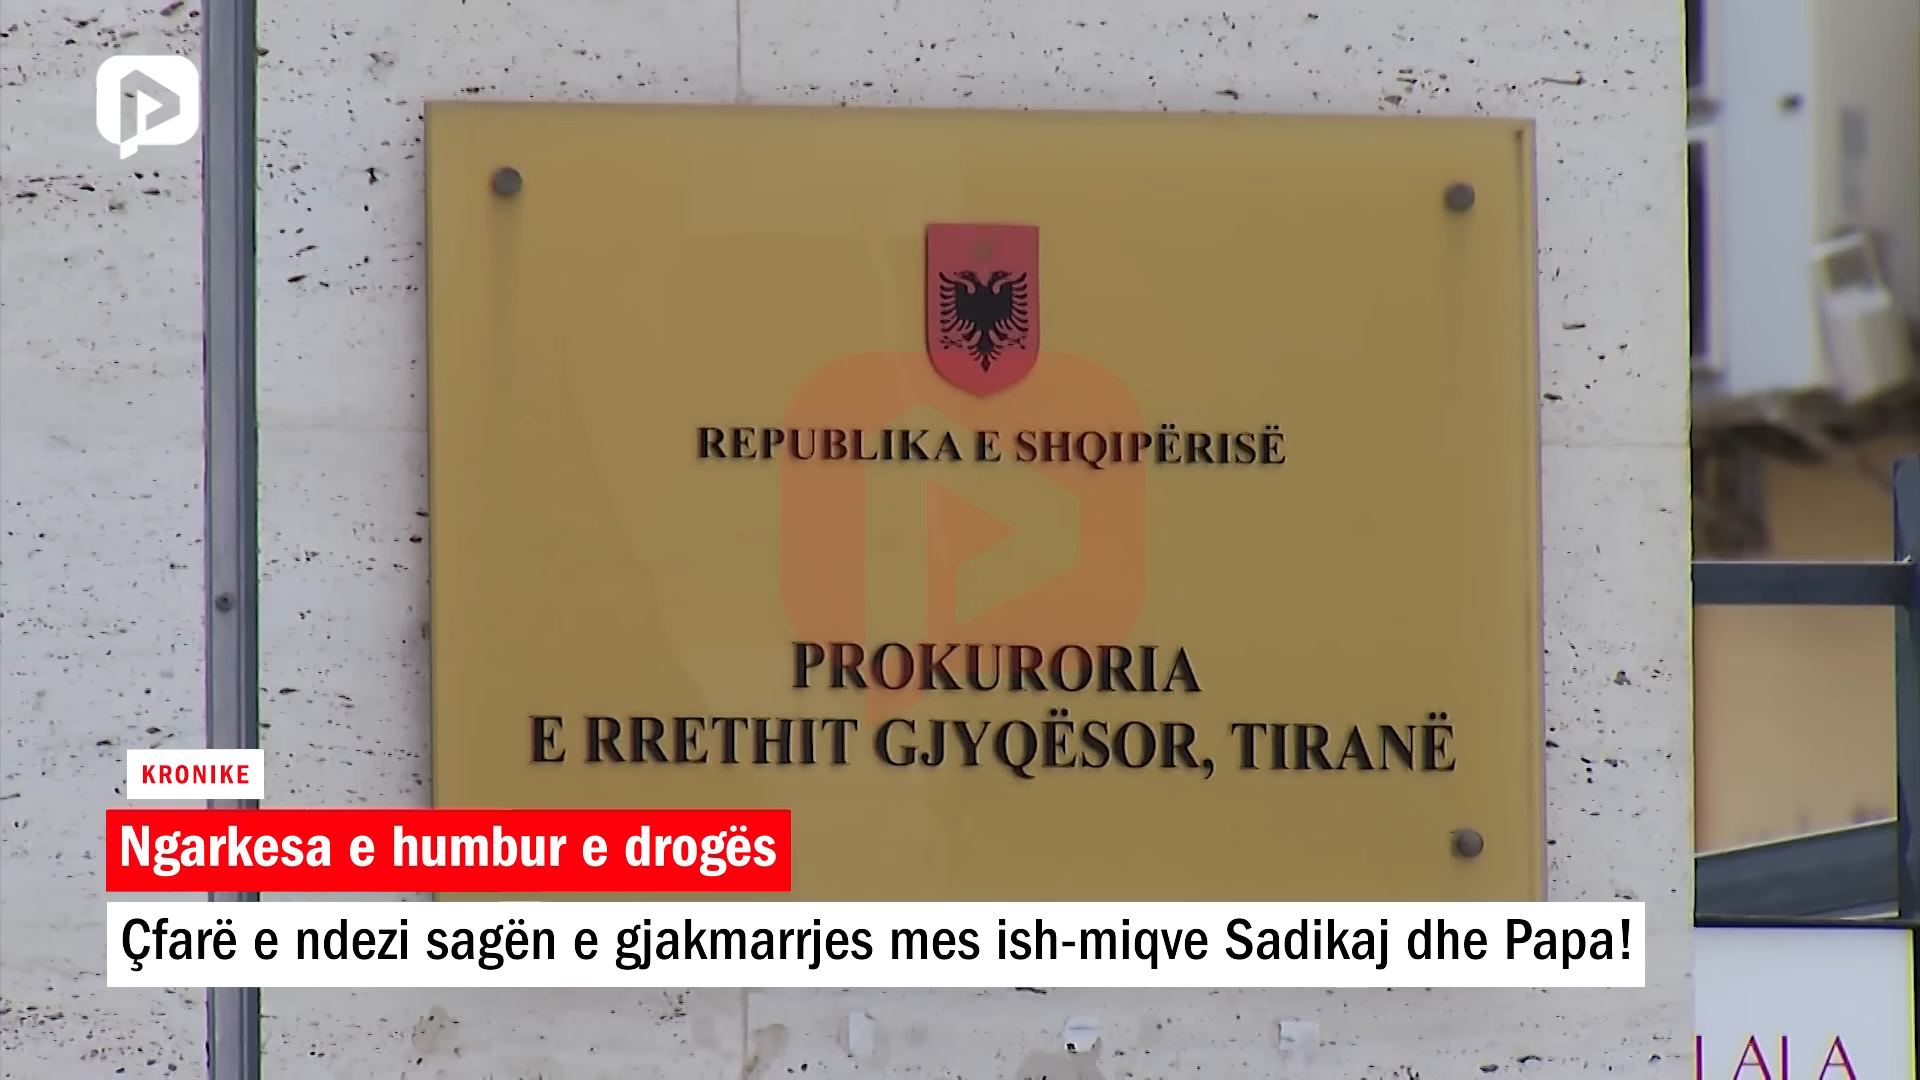 REPUBLIKA E SHQIPËRISË
PROKURORIA
E RRETHIT GJYQËSOR, TIRANË
KRONIKE
Ngarkesa e humbur e drogës
Çfarë e ndezi sagën e gjakmarrjes mes ish-miqve Sadikaj dhe Papa!